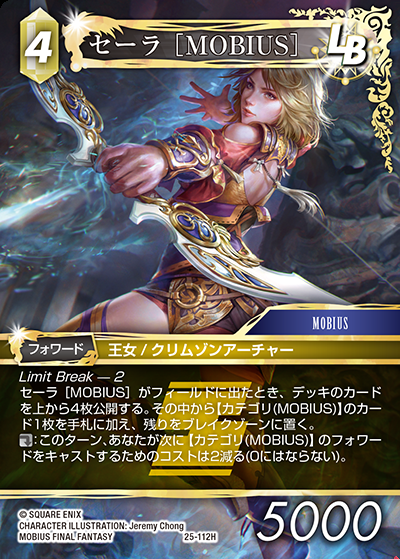 4
セーラ [MOBIUS]
LB
MOBIUS
フォワード
王女 / クリムゾンアーチャー
Limit Break — 2
セーラ [MOBIUS] がフィールドに出たとき、デッキのカード
を上から4枚公開する。その中から【カテゴリ(MOBIUS)】のカー
ド1枚を手札に加え、残りをブレイクゾーンに置く。
:このターン、あなたが次に【カテゴリ(MOBIUS)】のフォワー
ドをキャストするためのコストは2減る(0にはならない)。
© SQUARE ENIX
CHARACTER ILLUSTRATION: Jeremy Chong
MOBIUS FINAL FANTASY
25-112H
5000